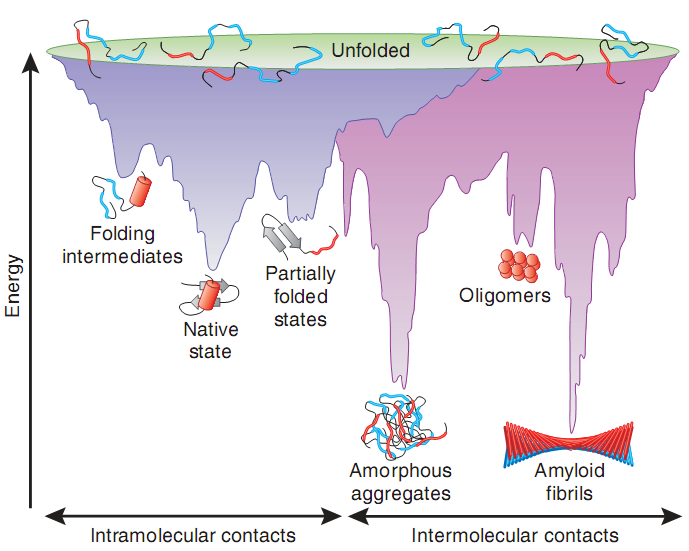 Unfolded
Energy
Folding
intermediates
Native
state
Partially
folded
states
Oligomers
Amorphous
aggregates
Amyloid
fibrils
Intramolecular contacts
Intermolecular contacts